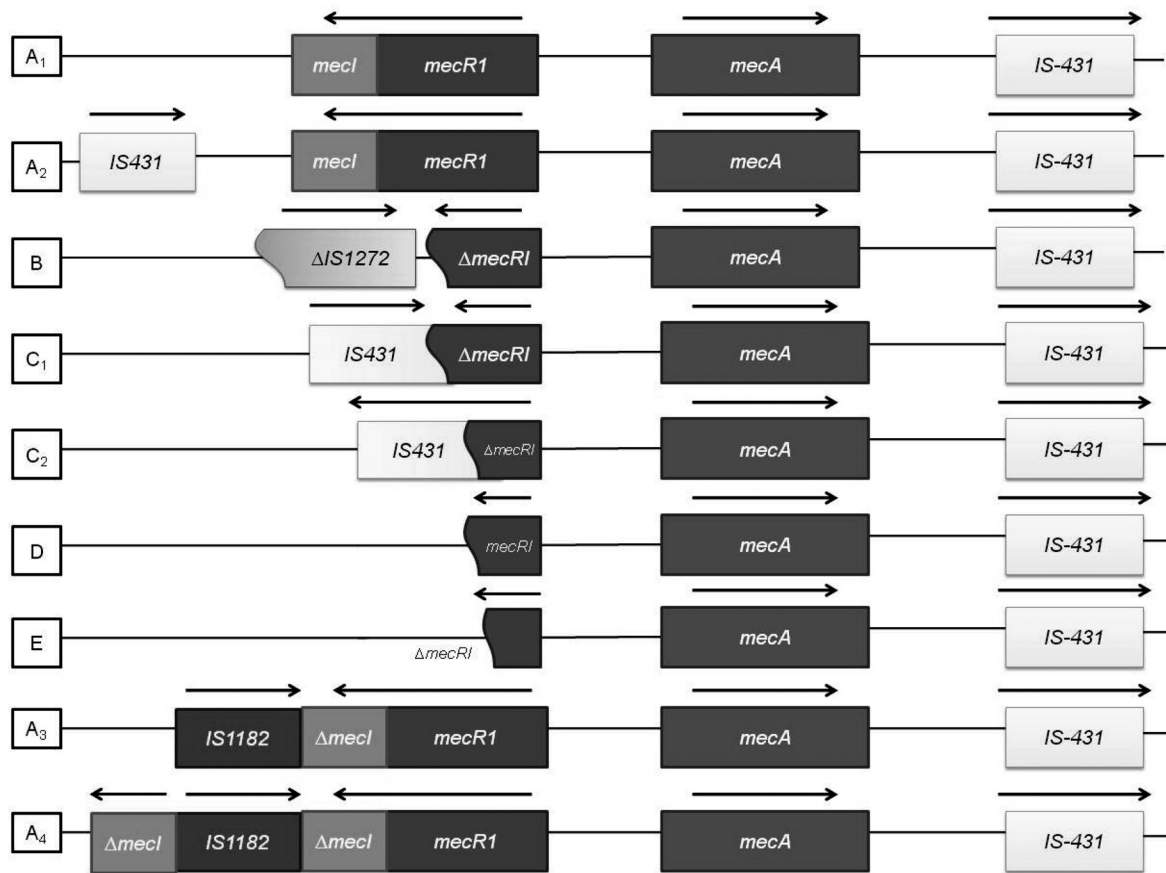 A₁ mecI mecR1 mecA IS-431
A₂ IS431 mecI mecR1 mecA IS-431
B ΔIS1272 ΔmecRI mecA IS-431
C₁ IS431 ΔmecRI mecA IS-431
C₂ IS431 ΔmecRI mecA IS-431
D mecRI mecA IS-431
E ΔmecRI mecA IS-431
A₃ IS1182 ΔmecI mecR1 mecA IS-431
A₄ ΔmecI IS1182 ΔmecI mecR1 mecA IS-431